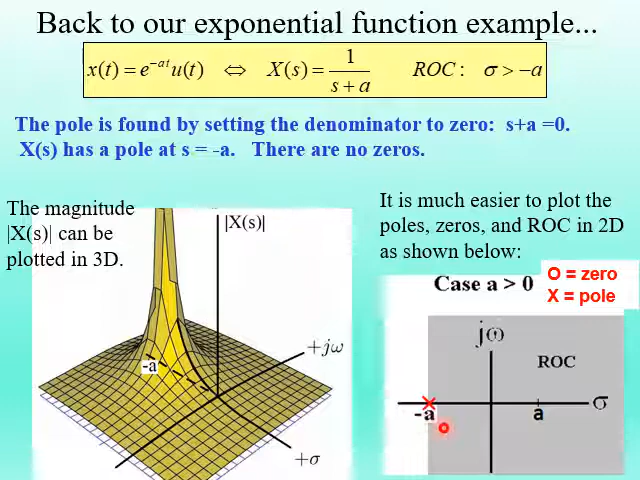 Back to our exponential function example...
x(t) = e^{-at}u(t) ⇔ X(s) = 1/(s + a) ROC: σ > -a
The pole is found by setting the denominator to zero: s+a =0.
X(s) has a pole at s = -a. There are no zeros.
The magnitude
|X(s)| can be
plotted in 3D.
|X(s)|
+jω
-a
+σ
It is much easier to plot the
poles, zeros, and ROC in 2D
as shown below:
Case a > 0
O = zero
X = pole
jω
ROC
σ
-a
a